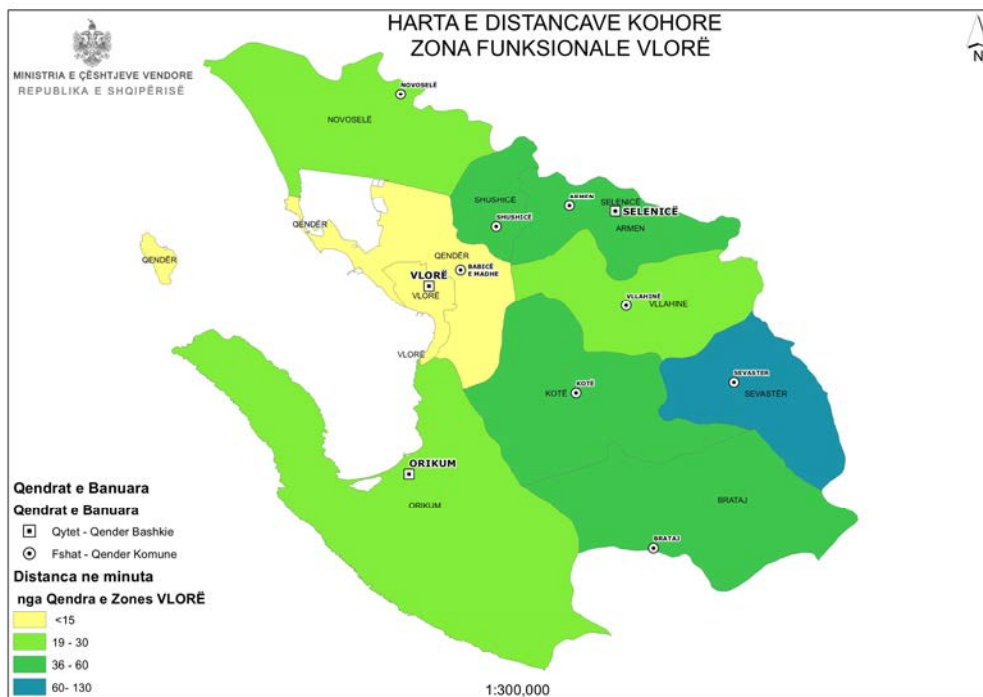 HARTA E DISTANCAVE KOHORE
ZONA FUNKSIONALE VLORË
N
MINISTRIA E ÇËSHTJEVE VENDORE
REPUBLIKA E SHQIPËRISË
NOVOSELË
NOVOSELË
SHUSHICË
SHUSHICË
ARMEN
SELENICË
SELENICË
ARMEN
QENDËR
QENDËR
QENDËR
BABICË
E MADHE
VLORË
VLORË
VLORË
VLLAHINË
VLLAHINE
SEVASTER
SEVASTËR
KOTË
KOTË
ORIKUM
ORIKUM
BRATAJ
BRATAJ
Qendrat e Banuara
Qendrat e Banuara
Qytet - Qender Bashkie
Fshat - Qender Komune
Distanca ne minuta
nga Qendra e Zones VLORË
<15
19 - 30
36 - 60
60- 130
1:300,000